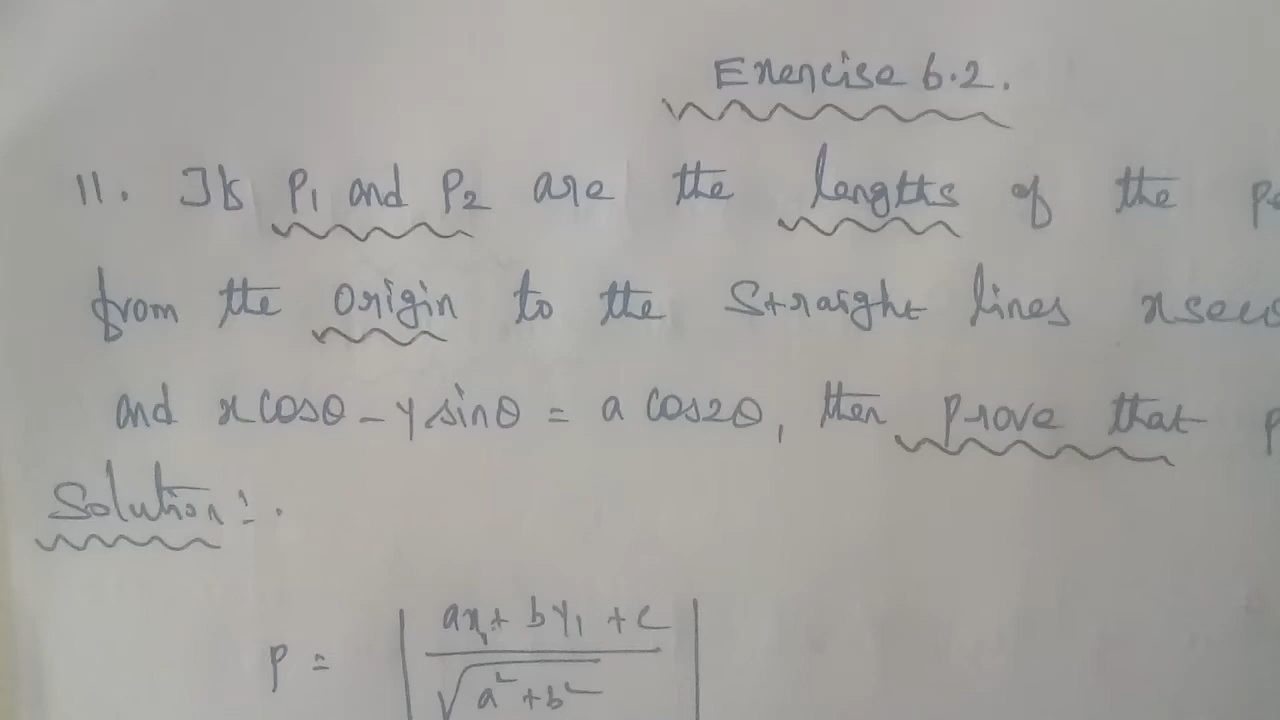 Exercise 6.2.
11. If P₁ and P₂ are the lengths of the
from the origin to the Straight lines
and x cosθ - y sinθ = a cos2θ, then prove that
Solution:-
P = | (ax₁ + by₁ + c) / √(a² + b²) |